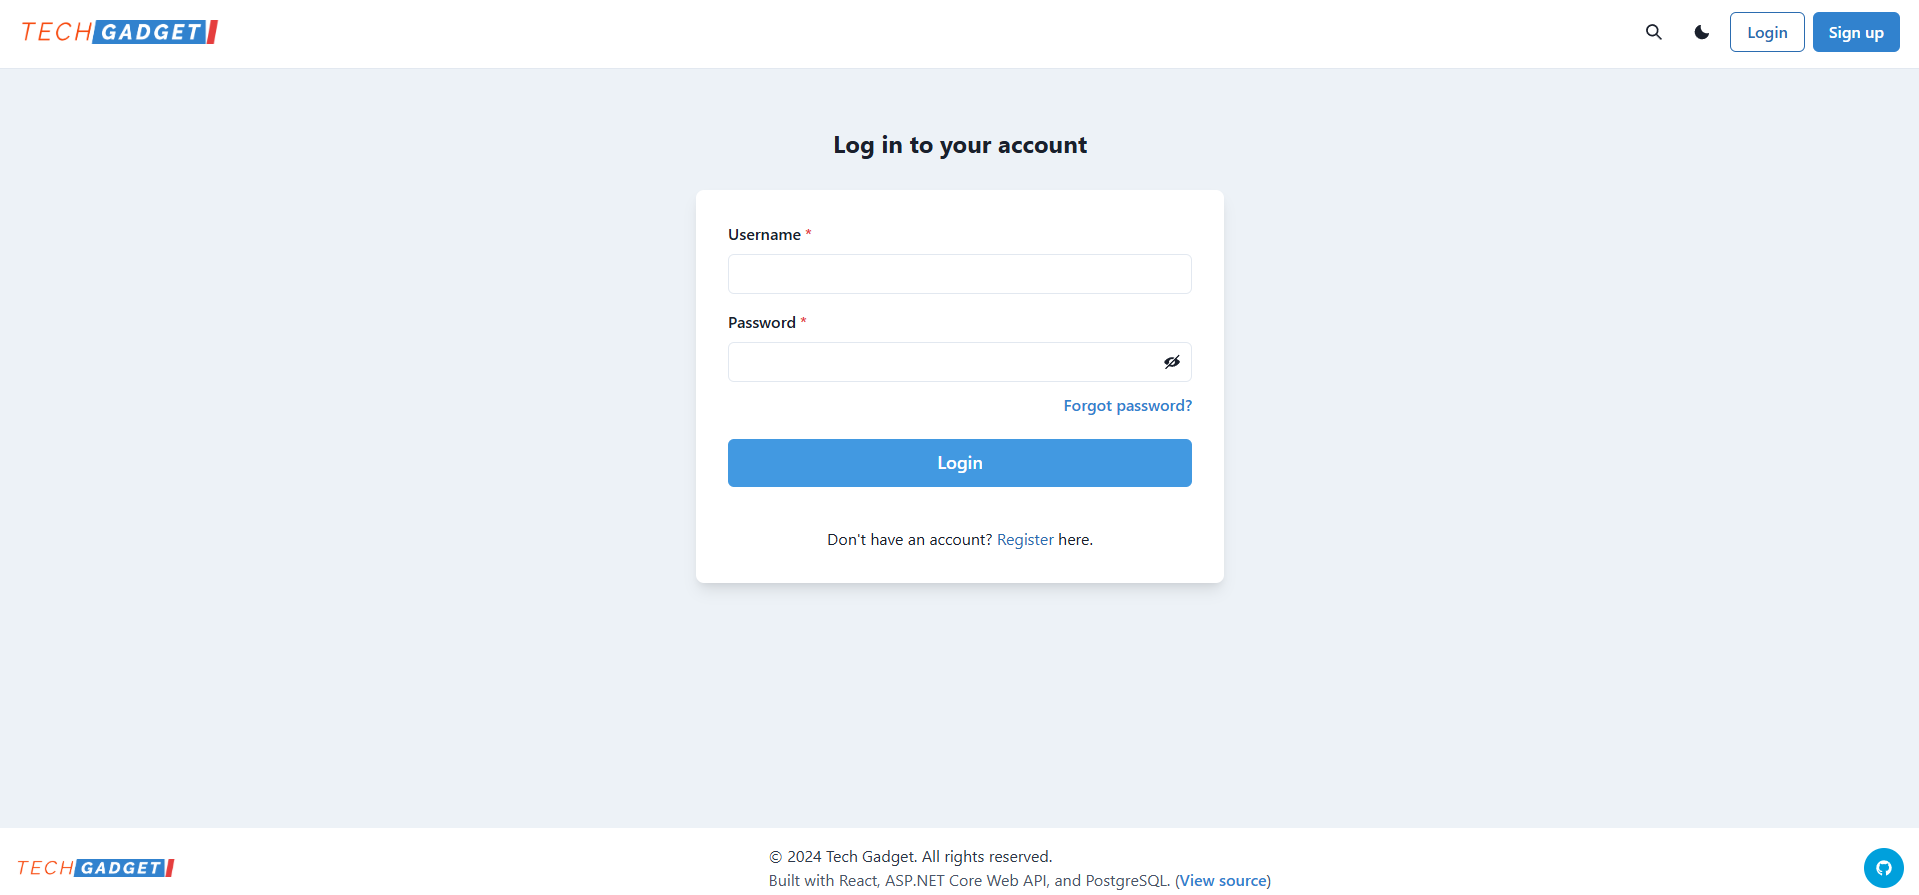 TECH GADGET
Login
Sign up
Log in to your account
Username *
Password *
Forgot password?
Login
Don't have an account? Register here.
TECH GADGET
© 2024 Tech Gadget. All rights reserved.
Built with React, ASP.NET Core Web API, and PostgreSQL. (View source)